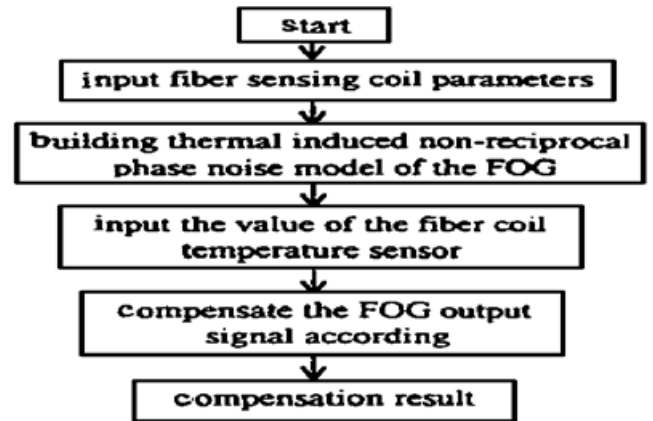 start
input fiber sensing coil parameters
building thermal induced non-reciprocal
phase noise model of the FOG
input the value of the fiber coil
temperature sensor
compensate the FOG output
signal according
compensation result